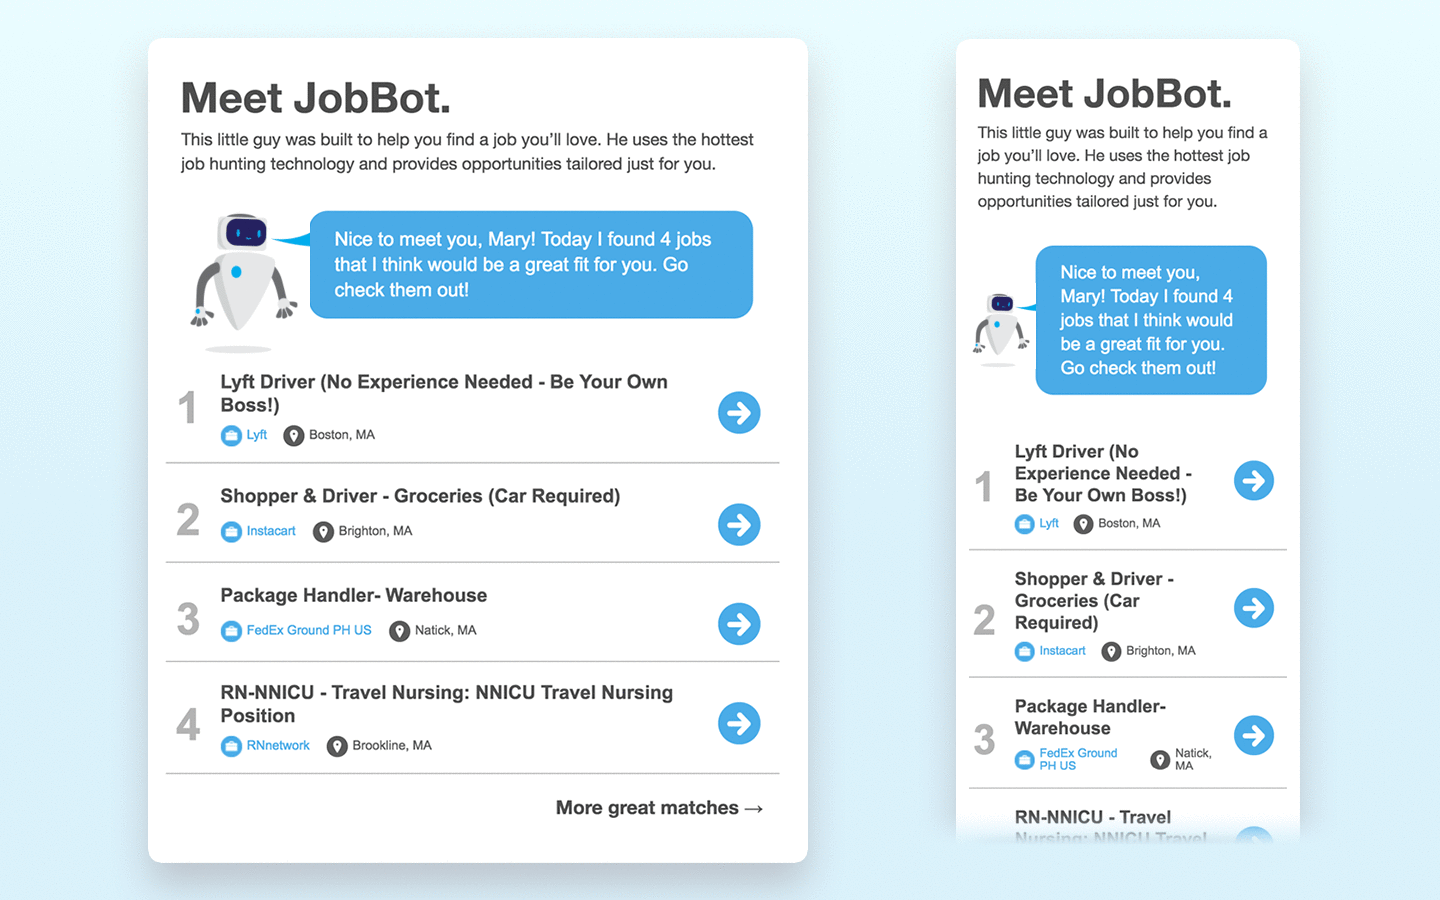 Meet JobBot.
This little guy was built to help you find a job you’ll love. He uses the hottest
job hunting technology and provides opportunities tailored just for you.
Nice to meet you, Mary! Today I found 4 jobs
that I think would be a great fit for you. Go
check them out!
1
Lyft Driver (No Experience Needed - Be Your Own
Boss!)
Lyft Boston, MA
2
Shopper & Driver - Groceries (Car Required)
Instacart Brighton, MA
3
Package Handler- Warehouse
FedEx Ground PH US Natick, MA
4
RN-NNICU - Travel Nursing: NNICU Travel Nursing
Position
RNnetwork Brookline, MA
More great matches →
Meet JobBot.
This little guy was built to help you find a
job you’ll love. He uses the hottest job
hunting technology and provides
opportunities tailored just for you.
Nice to meet you,
Mary! Today I found 4
jobs that I think would
be a great fit for you.
Go check them out!
1
Lyft Driver (No
Experience Needed -
Be Your Own Boss!)
Lyft Boston, MA
2
Shopper & Driver -
Groceries (Car
Required)
Instacart Brighton, MA
3
Package Handler-
Warehouse
FedEx Ground
PH US
Natick,
MA
RN-NNICU - Travel
Nursing: NNICU Travel